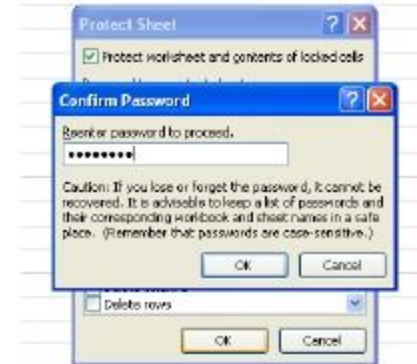 Protect Sheet
Protect worksheet and contents of locked cells
Confirm Password
Reenter password to proceed.
••••••••
Caution: If you lose or forget the password, it cannot be
recovered. It is advisable to keep a list of passwords and
their corresponding workbook and sheet names in a safe
place. (Remember that passwords are case-sensitive.)
OK Cancel
Delete rows
OK Cancel